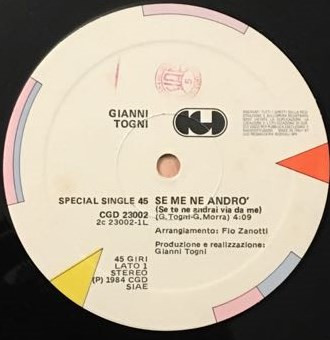 GIANNI
TOGNI
CGD
SPECIAL SINGLE 45
CGD 23002
2c 23002-1L
SE ME NE ANDRO'
(Se te ne andrai via da me)
(G.Togni-G.Morra) 4:09
Arrangiamento: Fio Zanotti
Produzione e realizzazione:
Gianni Togni
45 GIRI
LATO 1
STEREO
(P) 1984 CGD
SIAE